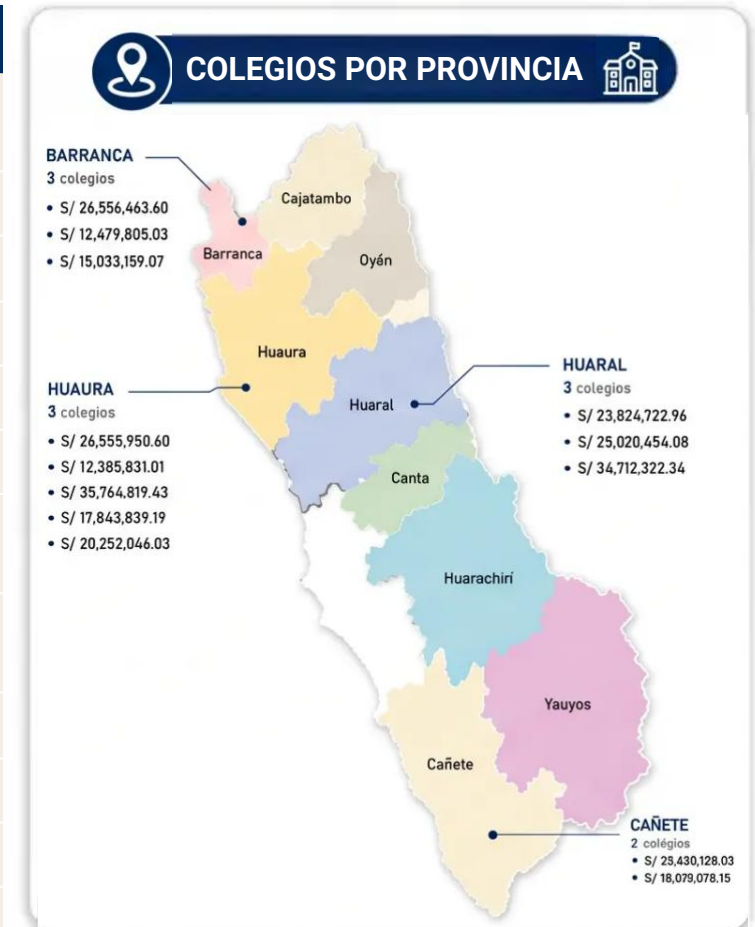 COLEGIOS POR PROVINCIA
BARRANCA
3 colegios
• S/ 26,556,463.60
• S/ 12,479,805.03
• S/ 15,033,159.07
Cajatambo
Barranca
Oyén
Huaura
HUAURA
3 colegios
• S/ 26,555,950.60
• S/ 12,385,831.01
• S/ 35,764,819.43
• S/ 17,843,839.19
• S/ 20,252,046.03
Huaral
HUARAL
3 colegios
• S/ 23,824,722.96
• S/ 25,020,454.08
• S/ 34,712,322.34
Canta
Huarachirí
Yauyos
Cañete
CAÑETE
2 colégios
• S/ 23,430,128.03
• S/ 18,079,078.15